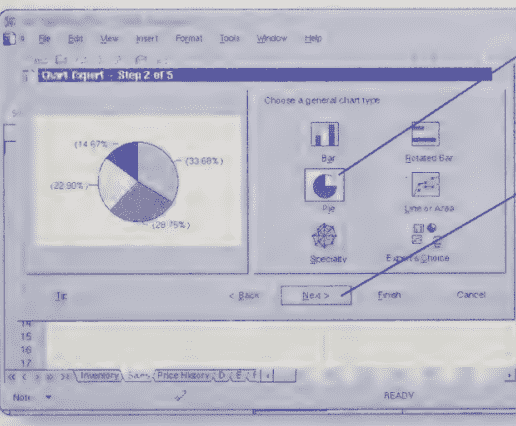 File Edit View Insert Format Tools Window Help
Chart Expert - Step 2 of 5
Choose a general chart type
(14.67%)
(33.68%)
(22.90%)
(28.75%)
Bar
Rotated Bar
Pie
Line or Area
Specialty
Expert's Choice
Tip
< Back
Next >
Finish
Cancel
14
15
16
17
Inventory Sales Price History D E F
Note
READY